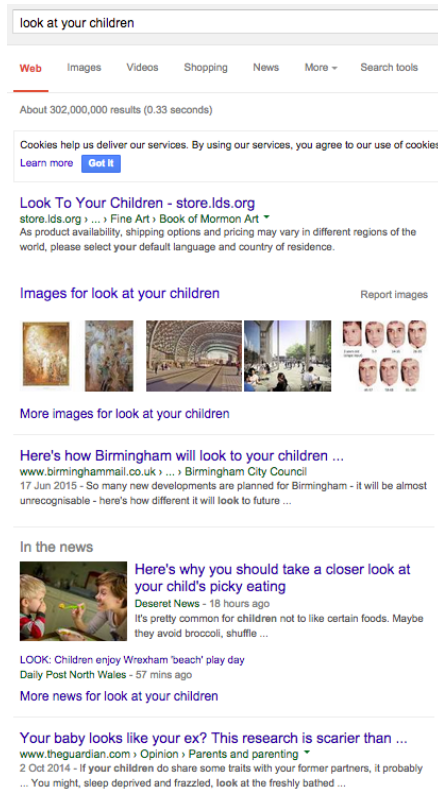 look at your children
Web Images Videos Shopping News More Search tools
About 302,000,000 results (0.33 seconds)
Cookies help us deliver our services. By using our services, you agree to our use of cookies
Learn more Got it
Look To Your Children - store.lds.org
store.lds.org › ... › Fine Art › Book of Mormon Art
As product availability, shipping options and pricing may vary in different regions of the
world, please select your default language and country of residence.
Images for look at your children Report images
More images for look at your children
Here's how Birmingham will look to your children ...
www.birminghammail.co.uk › ... › Birmingham City Council
17 Jun 2015 - So many new developments are planned for Birmingham - it will be almost
unrecognisable - here's how different it will look to future ...
In the news
Here's why you should take a closer look at
your child's picky eating
Deseret News - 18 hours ago
It's pretty common for children not to like certain foods. Maybe
they avoid broccoli, shuffle ...
LOOK: Children enjoy Wrexham 'beach' play day
Daily Post North Wales - 57 mins ago
More news for look at your children
Your baby looks like your ex? This research is scarier than ...
www.theguardian.com › Opinion › Parents and parenting
2 Oct 2014 - If your children do share some traits with your former partners, it probably
... You might, sleep deprived and frazzled, look at the freshly bathed ...